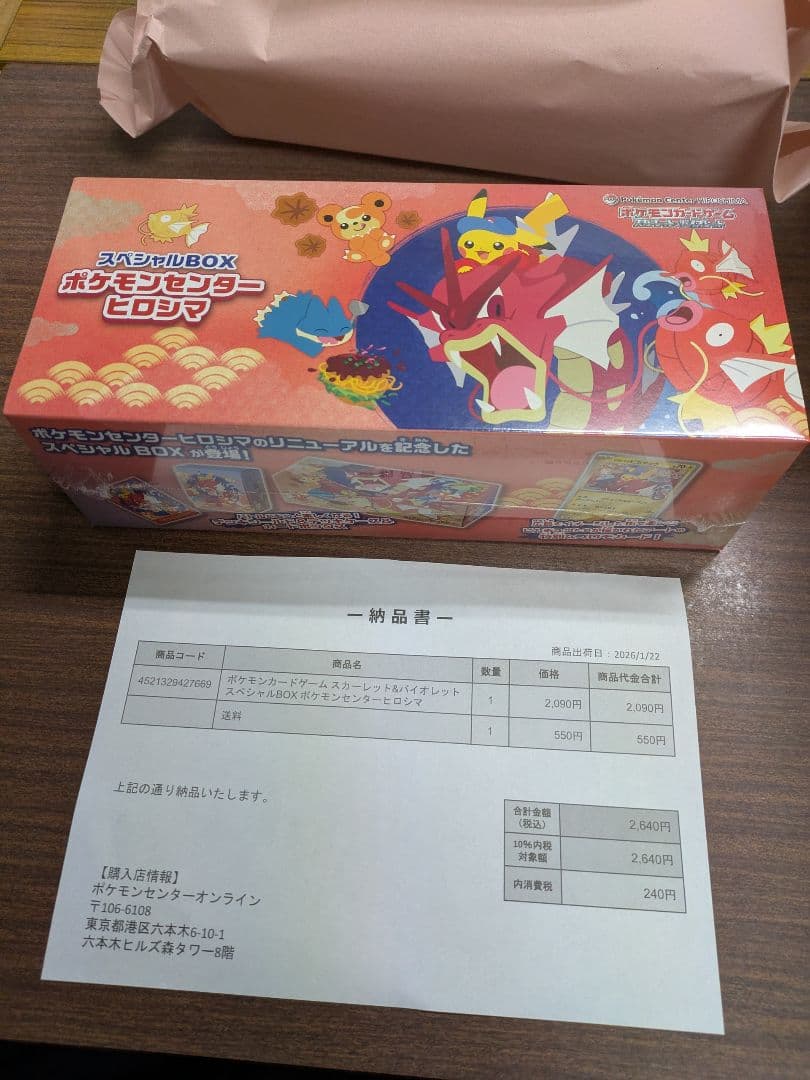 Pokémon Center HIROSHIMA
ポケモンカードゲーム
スカーレット&バイオレット
スペシャルBOX
ポケモンセンター
ヒロシマ
ポケモンセンターヒロシマのリニューアルを記念した
スペシャルBOXが登場!
ー納品書ー
商品出荷日:2026/1/22
商品コード 商品名 数量 価格 商品代金合計
4521329427669 ポケモンカードゲーム スカーレット&バイオレット
スペシャルBOX ポケモンセンターヒロシマ 1 2,090円 2,090円
送料 1 550円 550円
上記の通り納品いたします。
合計金額
(税込) 2,640円
10%内税
対象額 2,640円
内消費税 240円
【購入店情報】
ポケモンセンターオンライン
〒106-6108
東京都港区六本木6-10-1
六本木ヒルズ森タワー8階